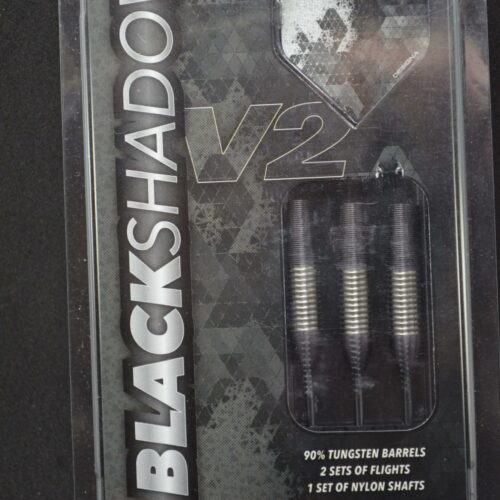 BLACKSHADOW
V2
90% TUNGSTEN BARRELS
2 SETS OF FLIGHTS
1 SET OF NYLON SHAFTS